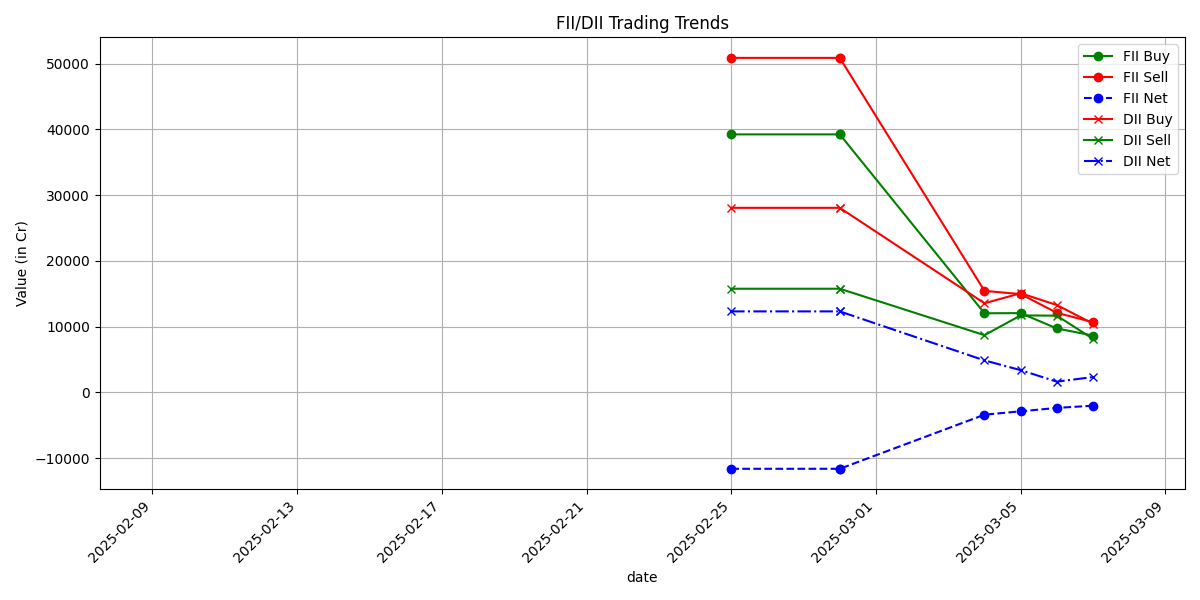 FII/DII Trading Trends
50000
40000
30000
20000
10000
0
−10000
Value (in Cr)
FII Buy
FII Sell
FII Net
DII Buy
DII Sell
DII Net
2025-02-09
2025-02-13
2025-02-17
2025-02-21
2025-02-25
2025-03-01
2025-03-05
2025-03-09
date